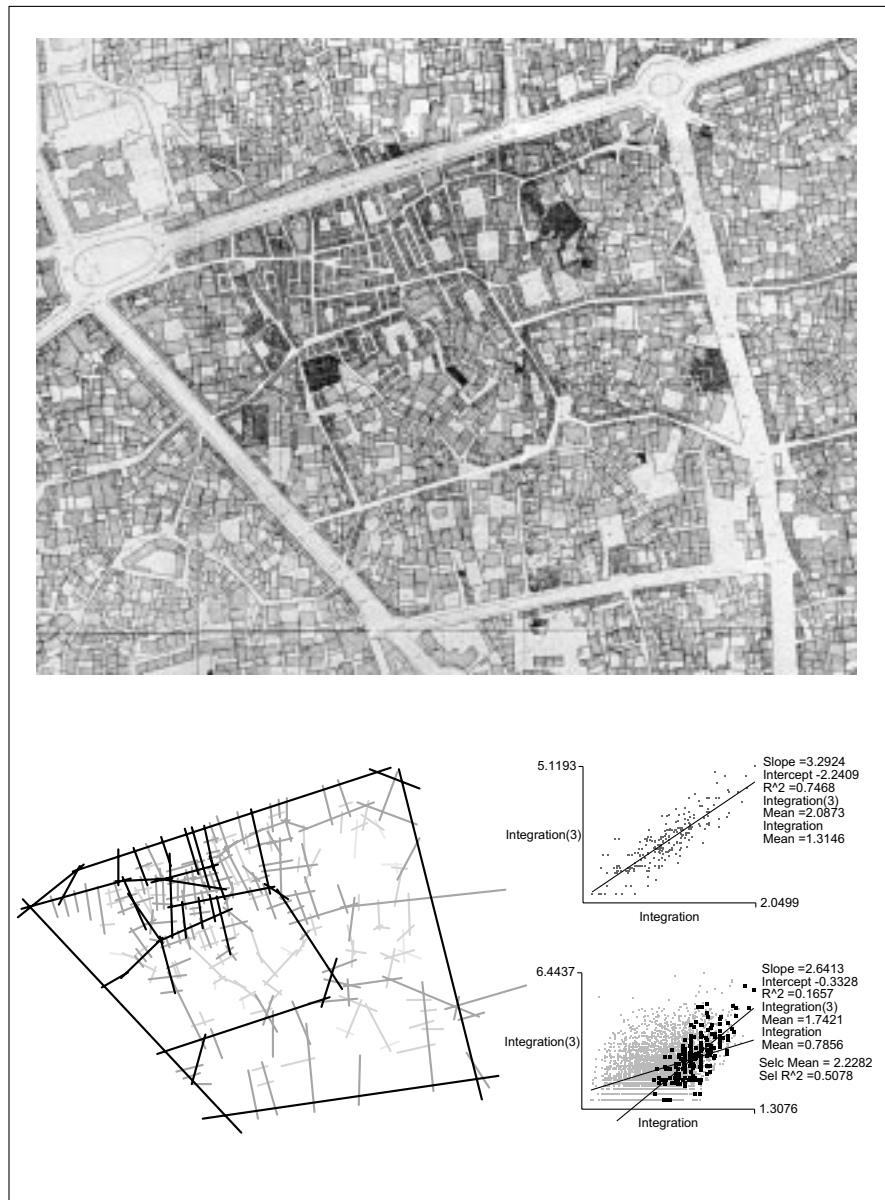 5.1193
Integration(3)
Integration
2.0499
Slope =3.2924
Intercept -2.2409
R^2 =0.7468
Integration(3)
Mean =2.0873
Integration
Mean =1.3146
6.4437
Integration(3)
Integration
1.3076
Slope =2.6413
Intercept -0.3328
R^2 =0.1657
Integration(3)
Mean =1.7421
Integration
Mean =0.7856
Selc Mean = 2.2282
Sel R^2 =0.5078